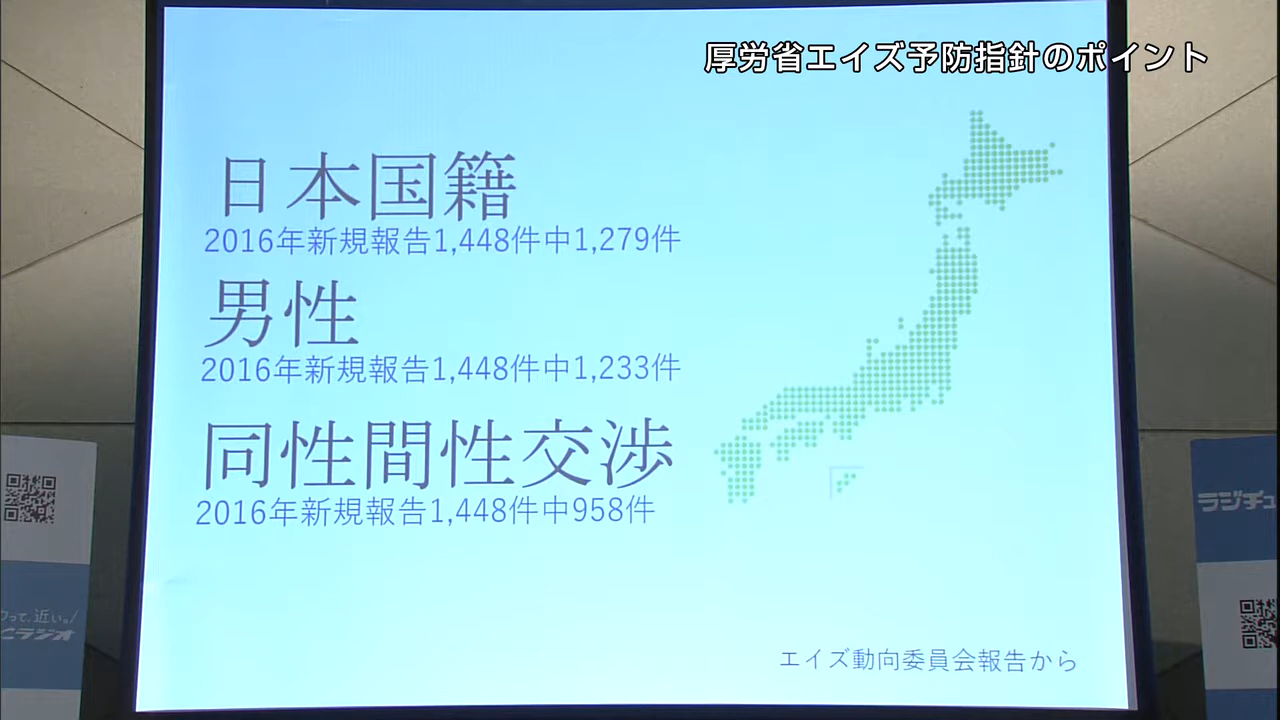 厚労省エイズ予防指針のポイント
日本国籍
2016年新規報告1,448件中1,279件
男性
2016年新規報告1,448件中1,233件
同性間性交渉
2016年新規報告1,448件中958件
エイズ動向委員会報告から
って、近い。
ラジオ
ラジチュ